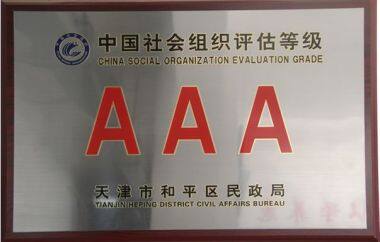 中国社会组织评估等级
CHINA SOCIAL ORGANIZATION EVALUATION GRADE
AAA
天津市和平区民政局
TIANJIN HEPING DISTRICT CIVIL AFFAIRS BUREAU